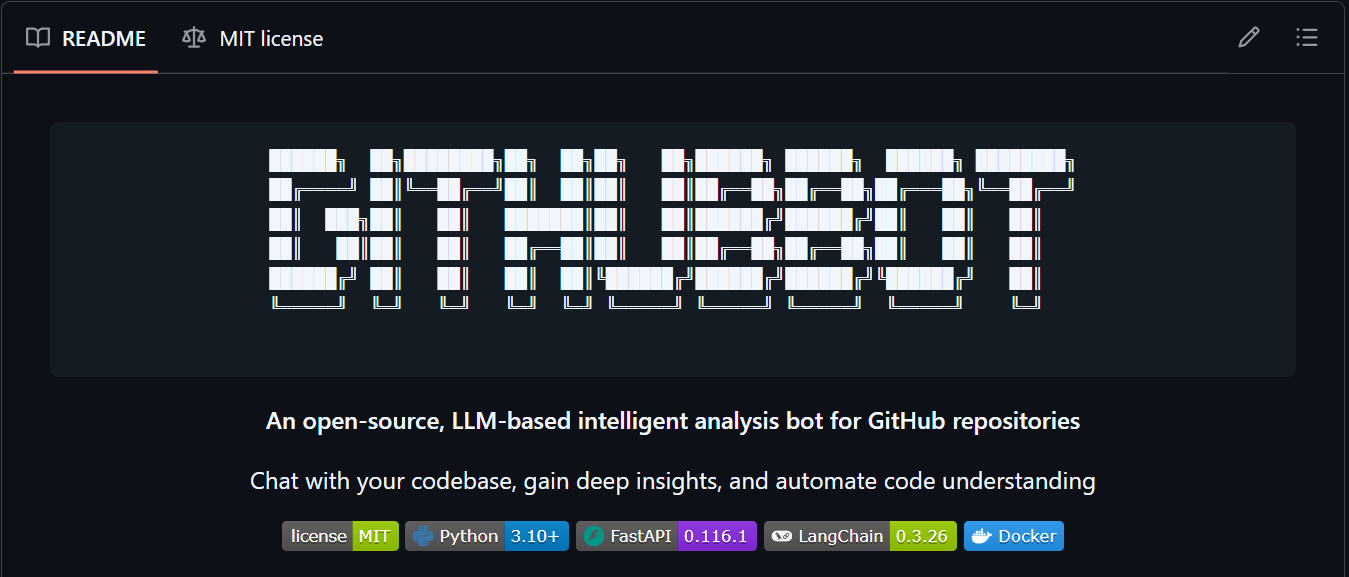 README
MIT license
GITHUBBOT
An open-source, LLM-based intelligent analysis bot for GitHub repositories
Chat with your codebase, gain deep insights, and automate code understanding
license MIT Python 3.10+ FastAPI 0.116.1 LangChain 0.3.26 Docker